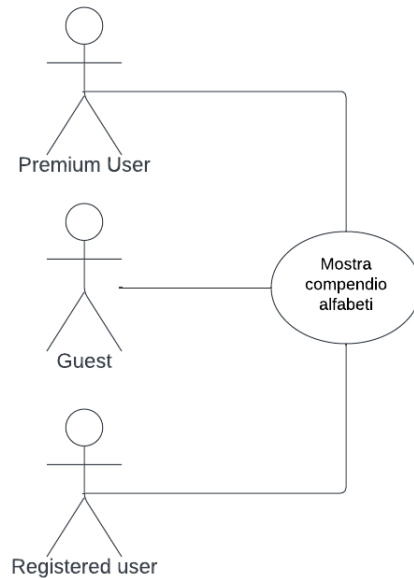 Premium User
Mostra
compendio
alfabeti
Guest
Registered user